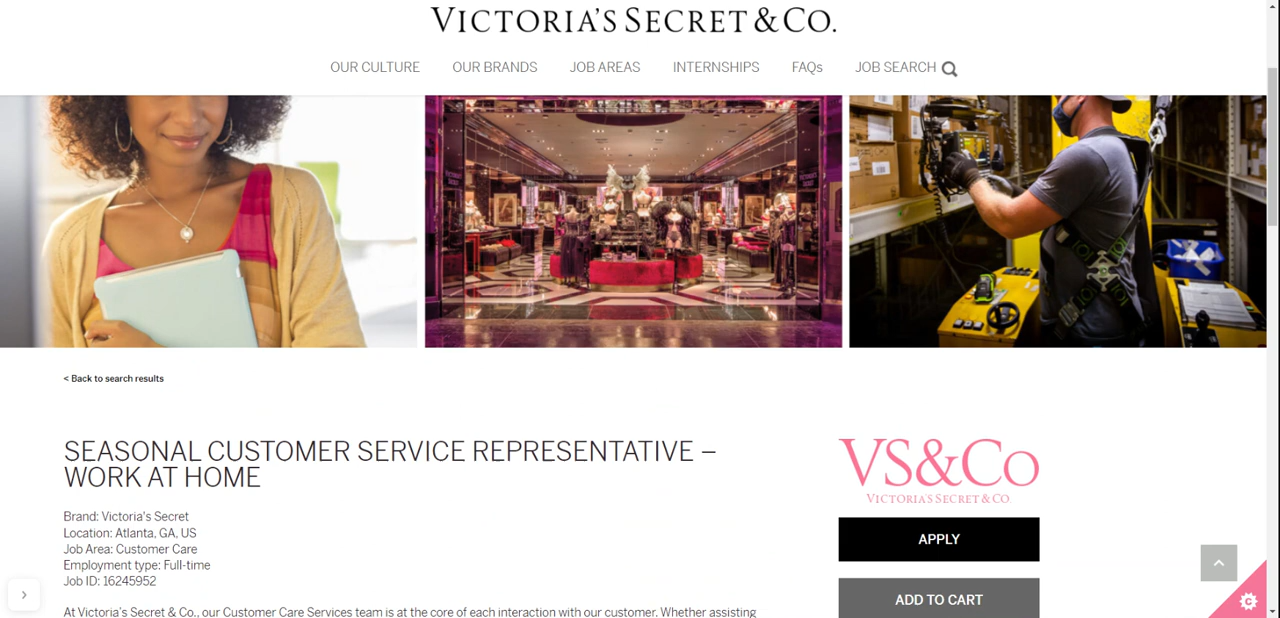 VICTORIA'S SECRET & CO.
OUR CULTURE OUR BRANDS JOB AREAS INTERNSHIPS FAQs JOB SEARCH
< Back to search results
SEASONAL CUSTOMER SERVICE REPRESENTATIVE –
WORK AT HOME
Brand: Victoria's Secret
Location: Atlanta, GA, US
Job Area: Customer Care
Employment type: Full-time
Job ID: 16245952
At Victoria's Secret & Co., our Customer Care Services team is at the core of each interaction with our customer. Whether assisting
VS&Co
VICTORIA'S SECRET & CO.
APPLY
ADD TO CART